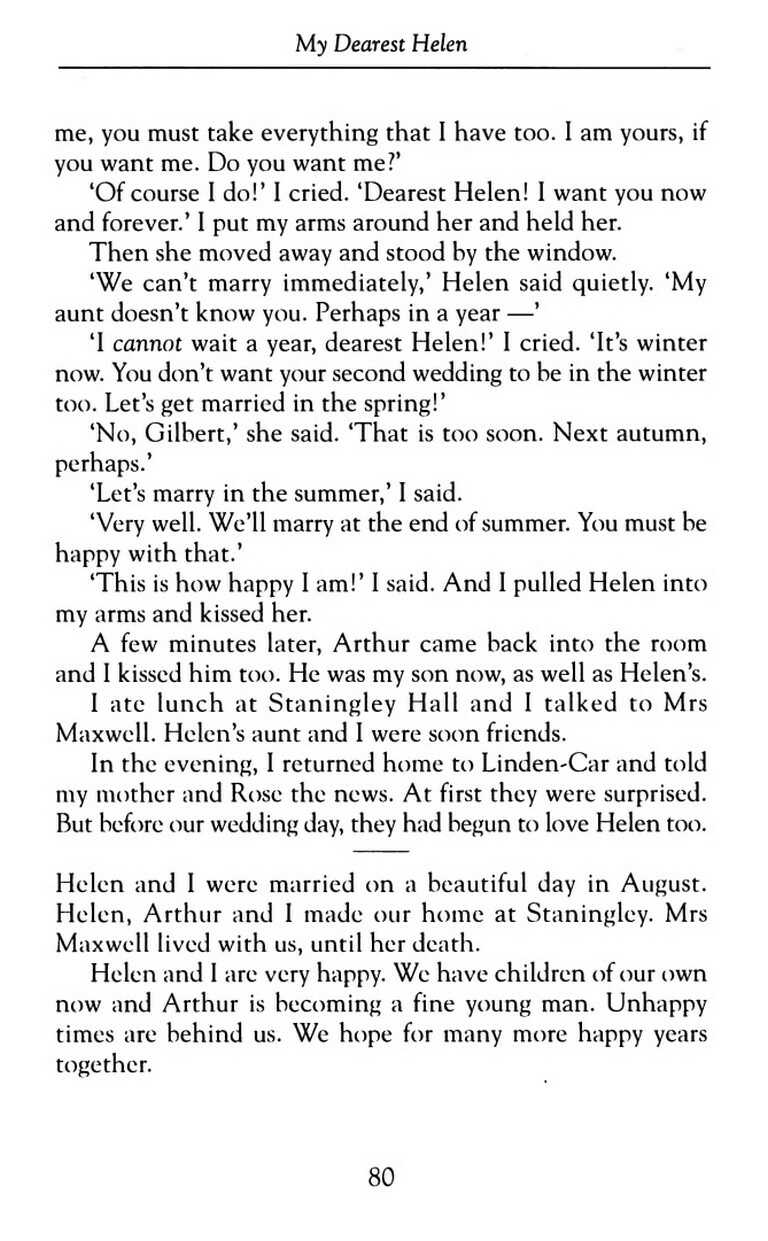 My Dearest Helen
me, you must take everything that I have too. I am yours, if
you want me. Do you want me?’
‘Of course I do!’ I cried. ‘Dearest Helen! I want you now
and forever.’ I put my arms around her and held her.
Then she moved away and stood by the window.
‘We can’t marry immediately,’ Helen said quietly. ‘My
aunt doesn’t know you. Perhaps in a year —’
‘I cannot wait a year, dearest Helen!’ I cried. ‘It’s winter
now. You don’t want your second wedding to be in the winter
too. Let’s get married in the spring!’
‘No, Gilbert,’ she said. ‘That is too soon. Next autumn,
perhaps.’
‘Let’s marry in the summer,’ I said.
‘Very well. We’ll marry at the end of summer. You must be
happy with that.’
‘This is how happy I am!’ I said. And I pulled Helen into
my arms and kissed her.
A few minutes later, Arthur came back into the room
and I kissed him too. He was my son now, as well as Helen’s.
I ate lunch at Staningley Hall and I talked to Mrs
Maxwell. Helen’s aunt and I were soon friends.
In the evening, I returned home to Linden-Car and told
my mother and Rose the news. At first they were surprised.
But before our wedding day, they had begun to love Helen too.
Helen and I were married on a beautiful day in August.
Helen, Arthur and I made our home at Staningley. Mrs
Maxwell lived with us, until her death.
Helen and I are very happy. We have children of our own
now and Arthur is becoming a fine young man. Unhappy
times are behind us. We hope for many more happy years
together.
80